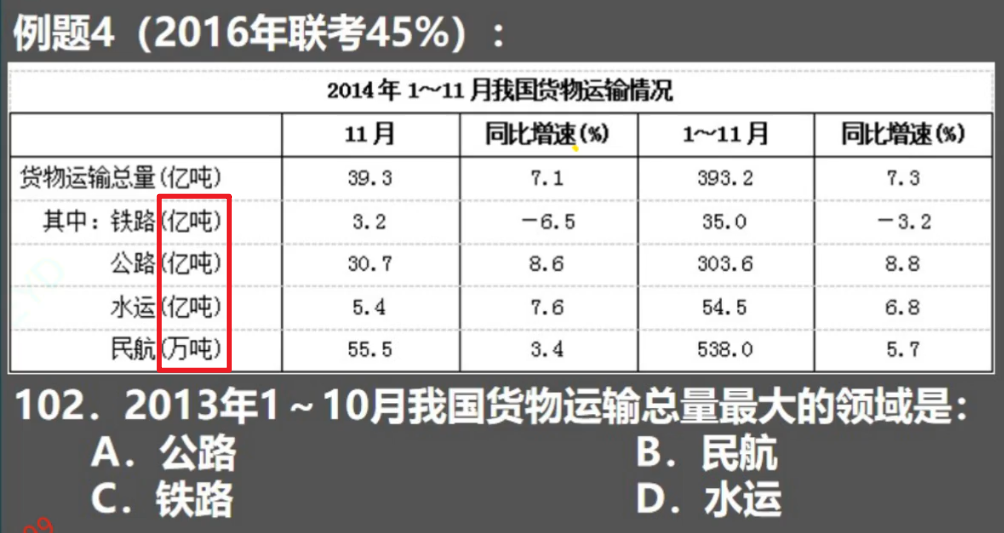 例题4（2016年联考45%）：
2014年1～11月我国货物运输情况
11月 同比增速(%) 1～11月 同比增速(%)
货物运输总量(亿吨) 39.3 7.1 393.2 7.3
其中：铁路(亿吨) 3.2 －6.5 35.0 －3.2
公路(亿吨) 30.7 8.6 303.6 8.8
水运(亿吨) 5.4 7.6 54.5 6.8
民航(万吨) 55.5 3.4 538.0 5.7
102．2013年1～10月我国货物运输总量最大的领域是：
A．公路 B．民航
C．铁路 D．水运